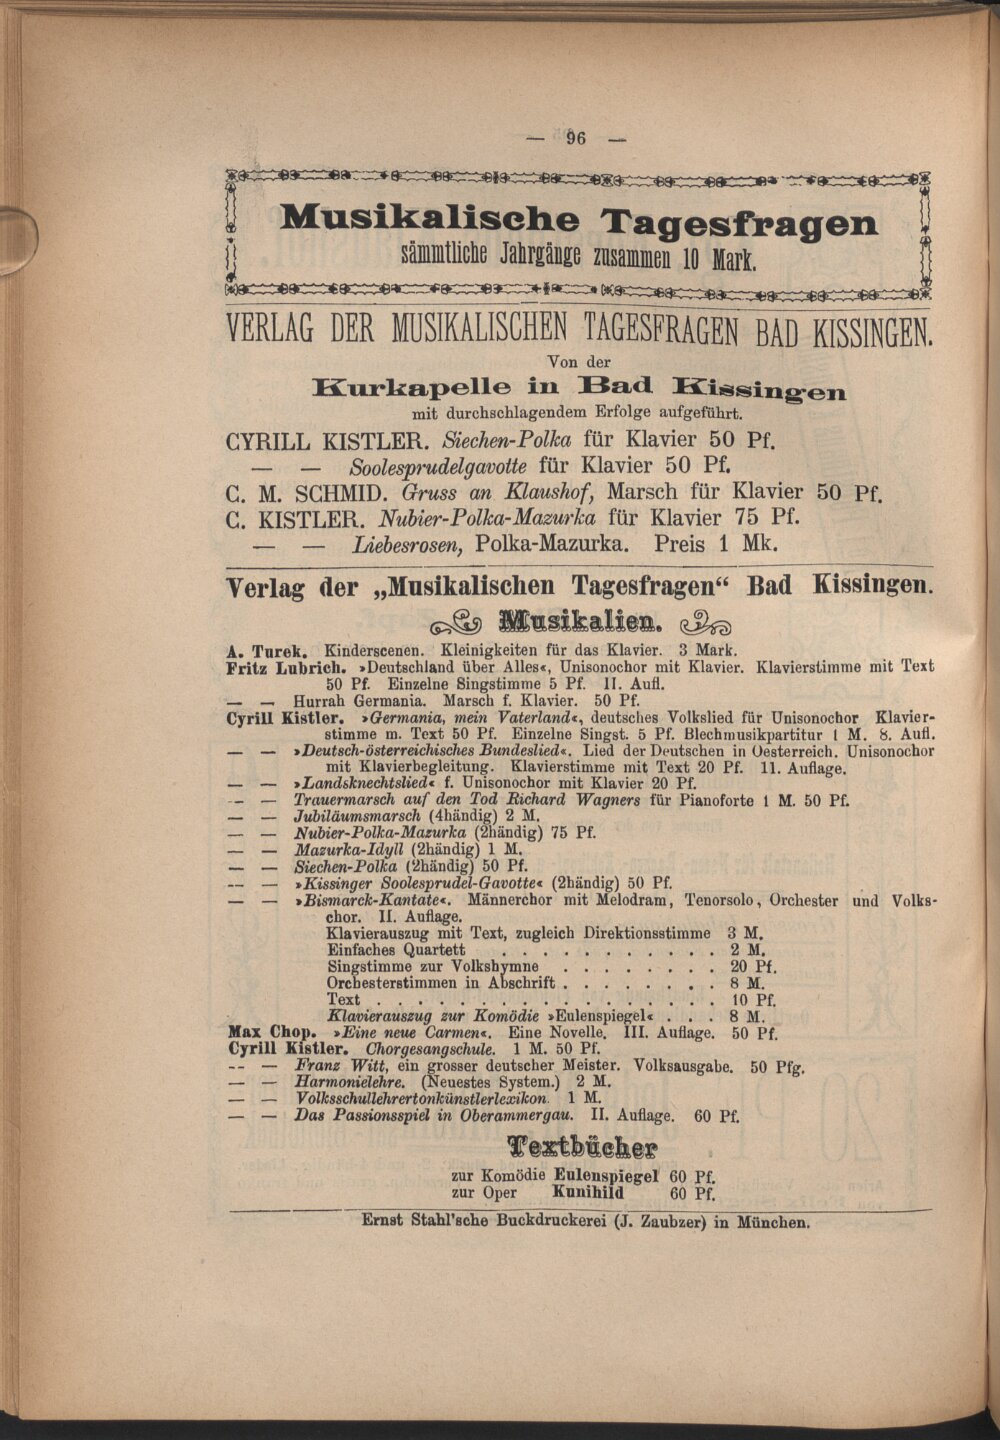 — 96 —
Musikalische Tagesfragen
sämmtliche Jahrgänge zusammen 10 Mark.
VERLAG DER MUSIKALISCHEN TAGESFRAGEN BAD KISSINGEN.
Von der
Kurkapelle in Bad Kissingen
mit durchschlagendem Erfolge aufgeführt.
CYRILL KISTLER. Siechen-Polka für Klavier 50 Pf.
— — Soolesprudelgavotte für Klavier 50 Pf.
C. M. SCHMID. Gruss an Klaushof, Marsch für Klavier 50 Pf.
C. KISTLER. Nubier-Polka-Mazurka für Klavier 75 Pf.
— — Liebesrosen, Polka-Mazurka. Preis 1 Mk.
Verlag der „Musikalischen Tagesfragen“ Bad Kissingen.
Musikalien.
A. Turek. Kinderscenen. Kleinigkeiten für das Klavier. 3 Mark.
Fritz Lubrich. »Deutschland über Alles«, Unisonochor mit Klavier. Klavierstimme mit Text
50 Pf. Einzelne Singstimme 5 Pf. II. Aufl.
— — Hurrah Germania. Marsch f. Klavier. 50 Pf.
Cyrill Kistler. »Germania, mein Vaterland«, deutsches Volkslied für Unisonochor Klavier-
stimme m. Text 50 Pf. Einzelne Singst. 5 Pf. Blechmusikpartitur 1 M. 8. Aufl.
— — »Deutsch-österreichisches Bundeslied«. Lied der Deutschen in Oesterreich. Unisonochor
mit Klavierbegleitung. Klavierstimme mit Text 20 Pf. 11. Auflage.
— — »Landsknechtslied« f. Unisonochor mit Klavier 20 Pf.
— — Trauermarsch auf den Tod Richard Wagners für Pianoforte 1 M. 50 Pf.
— — Jubiläumsmarsch (4händig) 2 M.
— — Nubier-Polka-Mazurka (2händig) 75 Pf.
— — Mazurka-Idyll (2händig) 1 M.
— — Siechen-Polka (2händig) 50 Pf.
— — »Kissinger Soolesprudel-Gavotte« (2händig) 50 Pf.
— — »Bismarck-Kantate«. Männerchor mit Melodram, Tenorsolo, Orchester und Volks-
chor. II. Auflage.
Klavierauszug mit Text, zugleich Direktionsstimme 3 M.
Einfaches Quartett . . . . . . . . . . . 2 M.
Singstimme zur Volkshymne . . . . . . . . 20 Pf.
Orchesterstimmen in Abschrift . . . . . . . . 8 M.
Text . . . . . . . . . . . . . . . . . 10 Pf.
Klavierauszug zur Komödie »Eulenspiegel« . . . 8 M.
Max Chop. »Eine neue Carmen«. Eine Novelle. III. Auflage. 50 Pf.
Cyrill Kistler. Chorgesangschule. 1 M. 50 Pf.
— — Franz Witt, ein grosser deutscher Meister. Volksausgabe. 50 Pfg.
— — Harmonielehre. (Neuestes System.) 2 M.
— — Volksschullehrertonkünstlerlexikon. 1 M.
— — Das Passionsspiel in Oberammergau. II. Auflage. 60 Pf.
Textbücher
zur Komödie Eulenspiegel 60 Pf.
zur Oper Kunihild 60 Pf.
Ernst Stahl'sche Buckdruckerei (J. Zaubzer) in München.